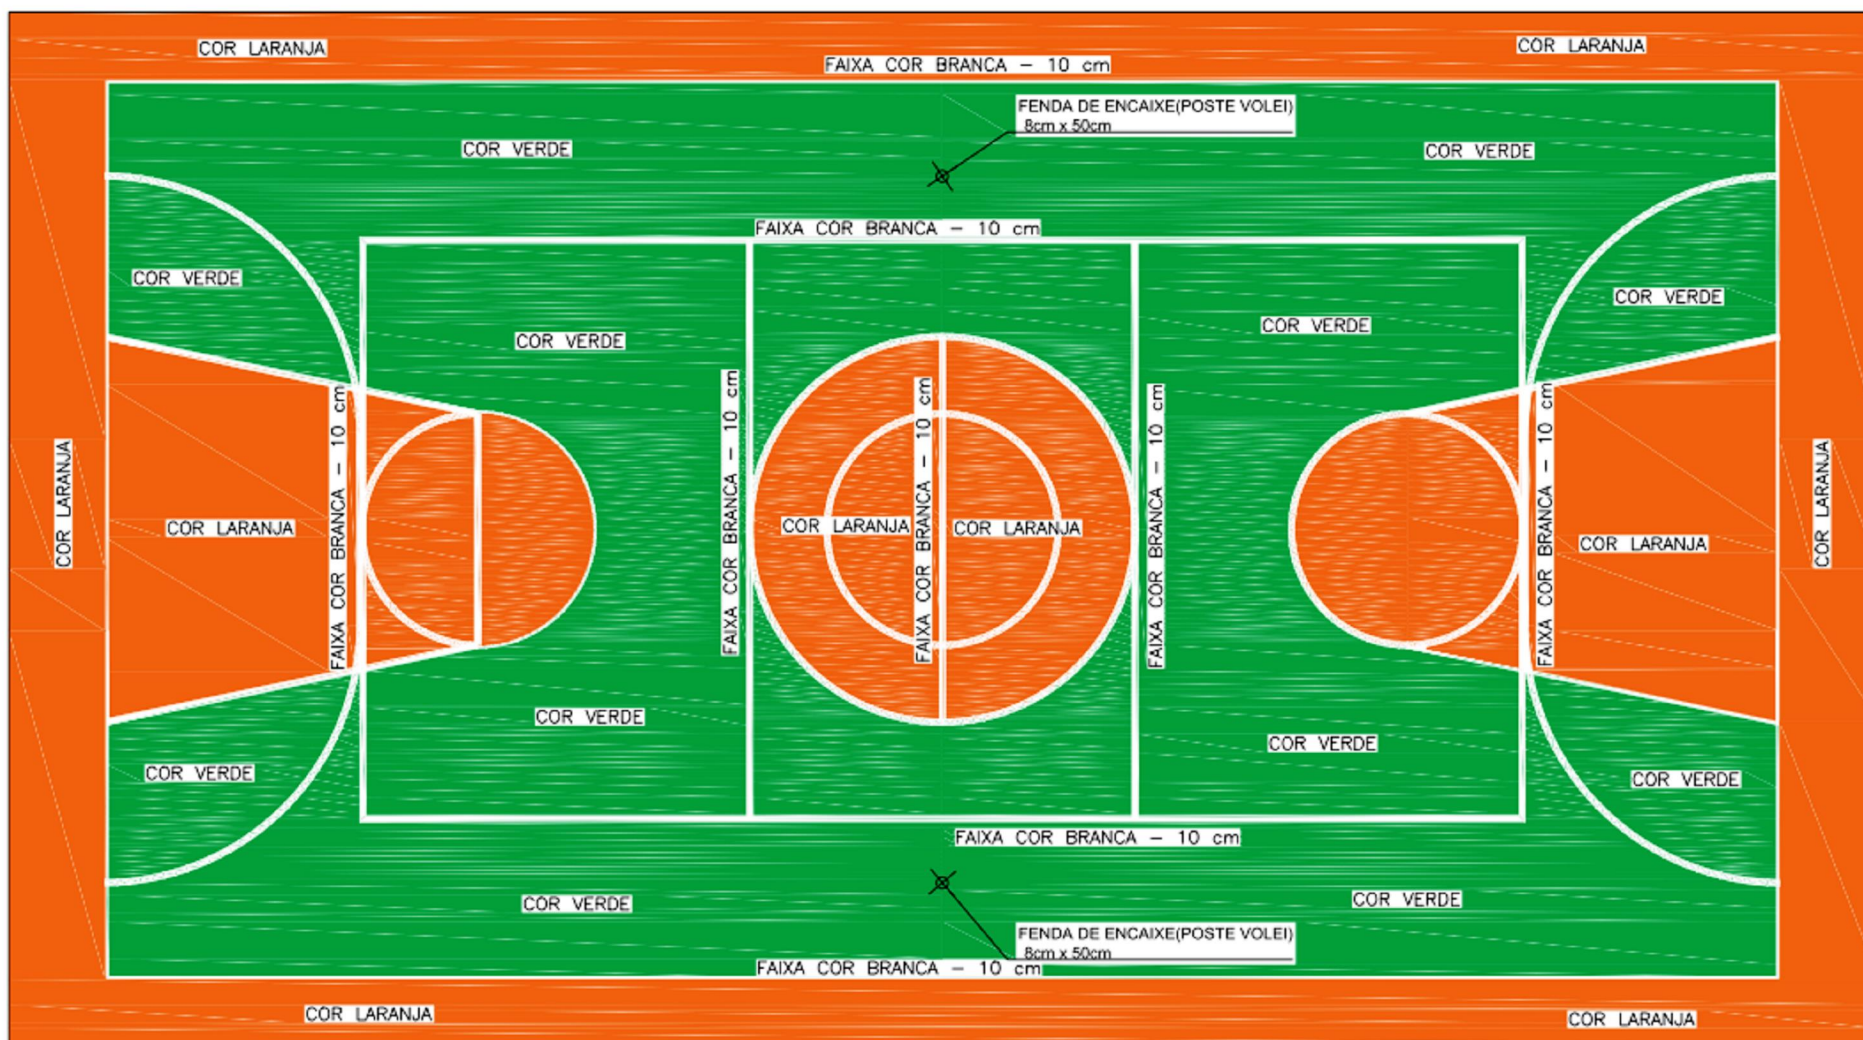 COR LARANJA
COR LARANJA
FAIXA COR BRANCA - 10 cm
FENDA DE ENCAIXE(POSTE VOLEI)
8cm x 50cm
COR VERDE
COR VERDE
FAIXA COR BRANCA - 10 cm
COR VERDE
COR VERDE
COR VERDE
COR VERDE
COR LARANJA
COR LARANJA
FAIXA COR BRANCA - 10 cm
FAIXA COR BRANCA - 10 cm
COR LARANJA
FAIXA COR BRANCA - 10 cm
COR LARANJA
FAIXA COR BRANCA - 10 cm
FAIXA COR BRANCA - 10 cm
COR LARANJA
COR LARANJA
COR VERDE
COR VERDE
COR VERDE
COR VERDE
FAIXA COR BRANCA - 10 cm
COR VERDE
COR VERDE
FENDA DE ENCAIXE(POSTE VOLEI)
8cm x 50cm
FAIXA COR BRANCA - 10 cm
COR LARANJA
COR LARANJA